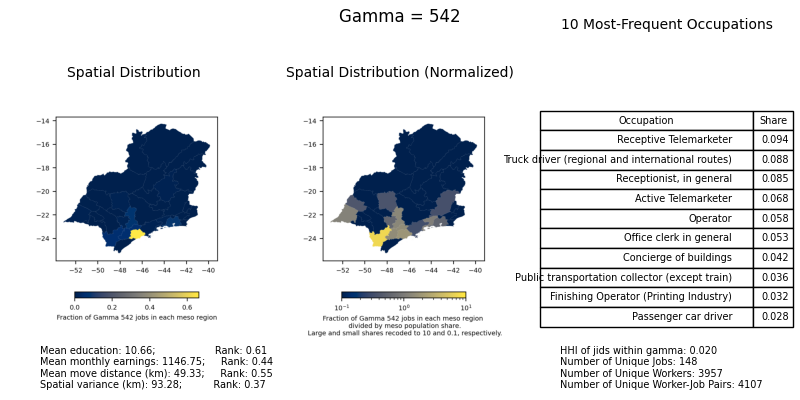 Gamma = 542
10 Most-Frequent Occupations
Spatial Distribution
Spatial Distribution (Normalized)
−14
−16
−18
−20
−22
−24
−52 −50 −48 −46 −44 −42 −40
0.0 0.2 0.4 0.6
Fraction of Gamma 542 jobs in each meso region
−14
−16
−18
−20
−22
−24
−52 −50 −48 −46 −44 −42 −40
10⁻¹ 10⁰ 10¹
Fraction of Gamma 542 jobs in each meso region
divided by meso population share.
Large and small shares recoded to 10 and 0.1, respectively.
Occupation Share
Receptive Telemarketer 0.094
Truck driver (regional and international routes) 0.088
Receptionist, in general 0.085
Active Telemarketer 0.068
Operator 0.058
Office clerk in general 0.053
Concierge of buildings 0.042
Public transportation collector (except train) 0.036
Finishing Operator (Printing Industry) 0.032
Passenger car driver 0.028
Mean education: 10.66; Rank: 0.61
Mean monthly earnings: 1146.75; Rank: 0.44
Mean move distance (km): 49.33; Rank: 0.55
Spatial variance (km): 93.28; Rank: 0.37
HHI of jids within gamma: 0.020
Number of Unique Jobs: 148
Number of Unique Workers: 3957
Number of Unique Worker-Job Pairs: 4107